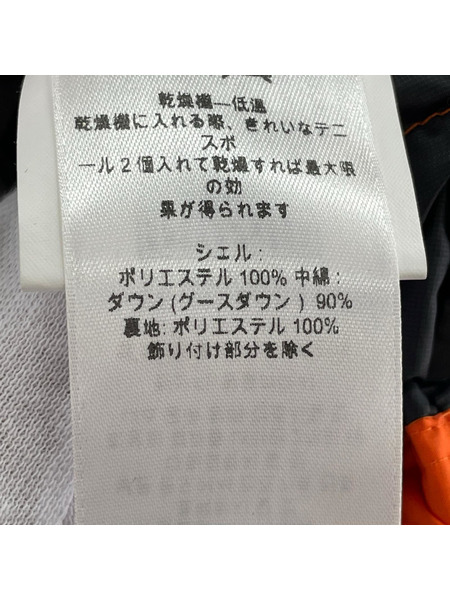 乾燥機—低温
乾燥機に入れる際、きれいなテニ
スボ
ール2個入れて乾燥すれば最大限
の効
果が得られます
シェル:
ポリエステル 100% 中綿:
ダウン (グースダウン) 90%
裏地: ポリエステル 100%
飾り付け部分を除く